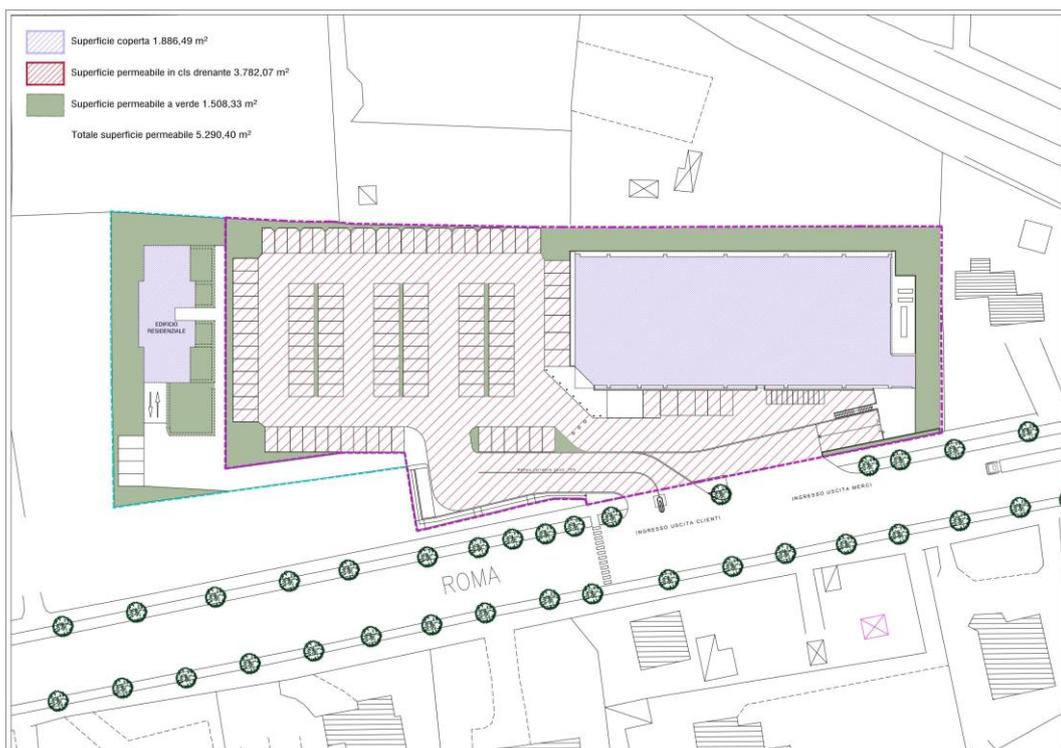 Superficie coperta 1.886,49 m²
Superficie permeabile in cls drenante 3.782,07 m²
Superficie permeabile a verde 1.508,33 m²
Totale superficie permeabile 5.290,40 m²
EDIFICIO
RESIDENZIALE
INGRESSO USCITA MERCI
INGRESSO USCITA CLIENTI
ROMA